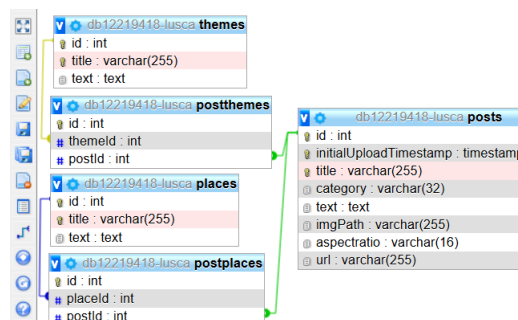 db12219418-lusca themes
id : int
title : varchar(255)
text : text
db12219418-lusca postthemes
id : int
# themeId : int
# postId : int
db12219418-lusca places
id : int
title : varchar(255)
text : text
db12219418-lusca postplaces
id : int
# placeId : int
# postId : int
db12219418-lusca posts
id : int
initialUploadTimestamp : timestamp
title : varchar(255)
category : varchar(32)
text : text
imgPath : varchar(255)
aspectratio : varchar(16)
url : varchar(255)